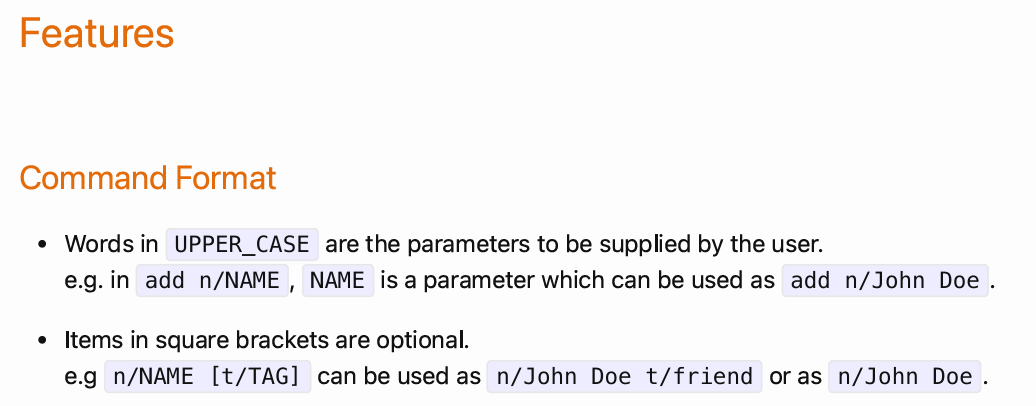 Features
Command Format
• Words in UPPER_CASE are the parameters to be supplied by the user.
e.g. in add n/NAME, NAME is a parameter which can be used as add n/John Doe.
• Items in square brackets are optional.
e.g n/NAME [t/TAG] can be used as n/John Doe t/friend or as n/John Doe.